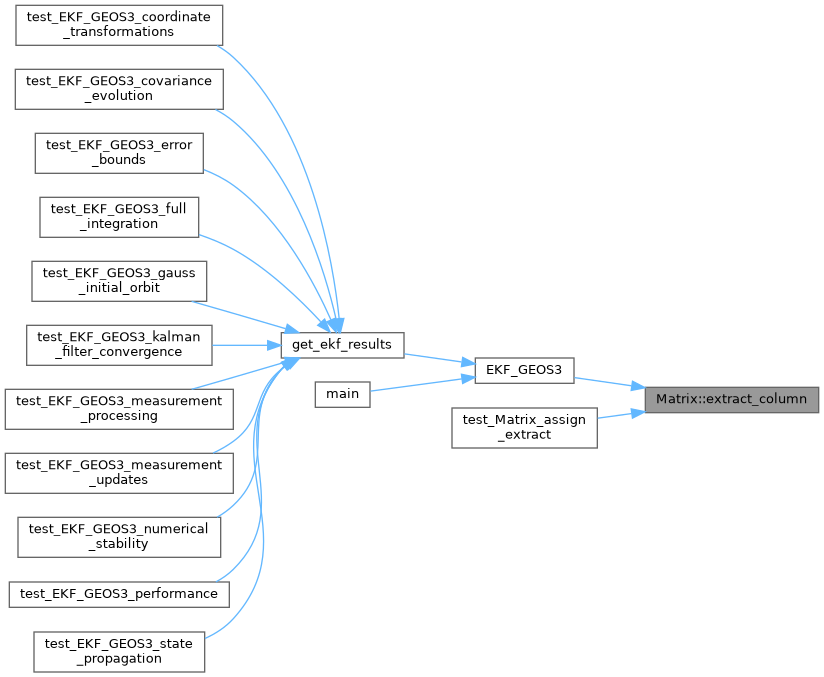 test_EKF_GEOS3_coordinate
_transformations
test_EKF_GEOS3_covariance
_evolution
test_EKF_GEOS3_error
_bounds
test_EKF_GEOS3_full
_integration
test_EKF_GEOS3_gauss
_initial_orbit
test_EKF_GEOS3_kalman
_filter_convergence
test_EKF_GEOS3_measurement
_processing
test_EKF_GEOS3_measurement
_updates
test_EKF_GEOS3_numerical
_stability
test_EKF_GEOS3_performance
test_EKF_GEOS3_state
_propagation
get_ekf_results
main
EKF_GEOS3
test_Matrix_assign
_extract
Matrix::extract_column